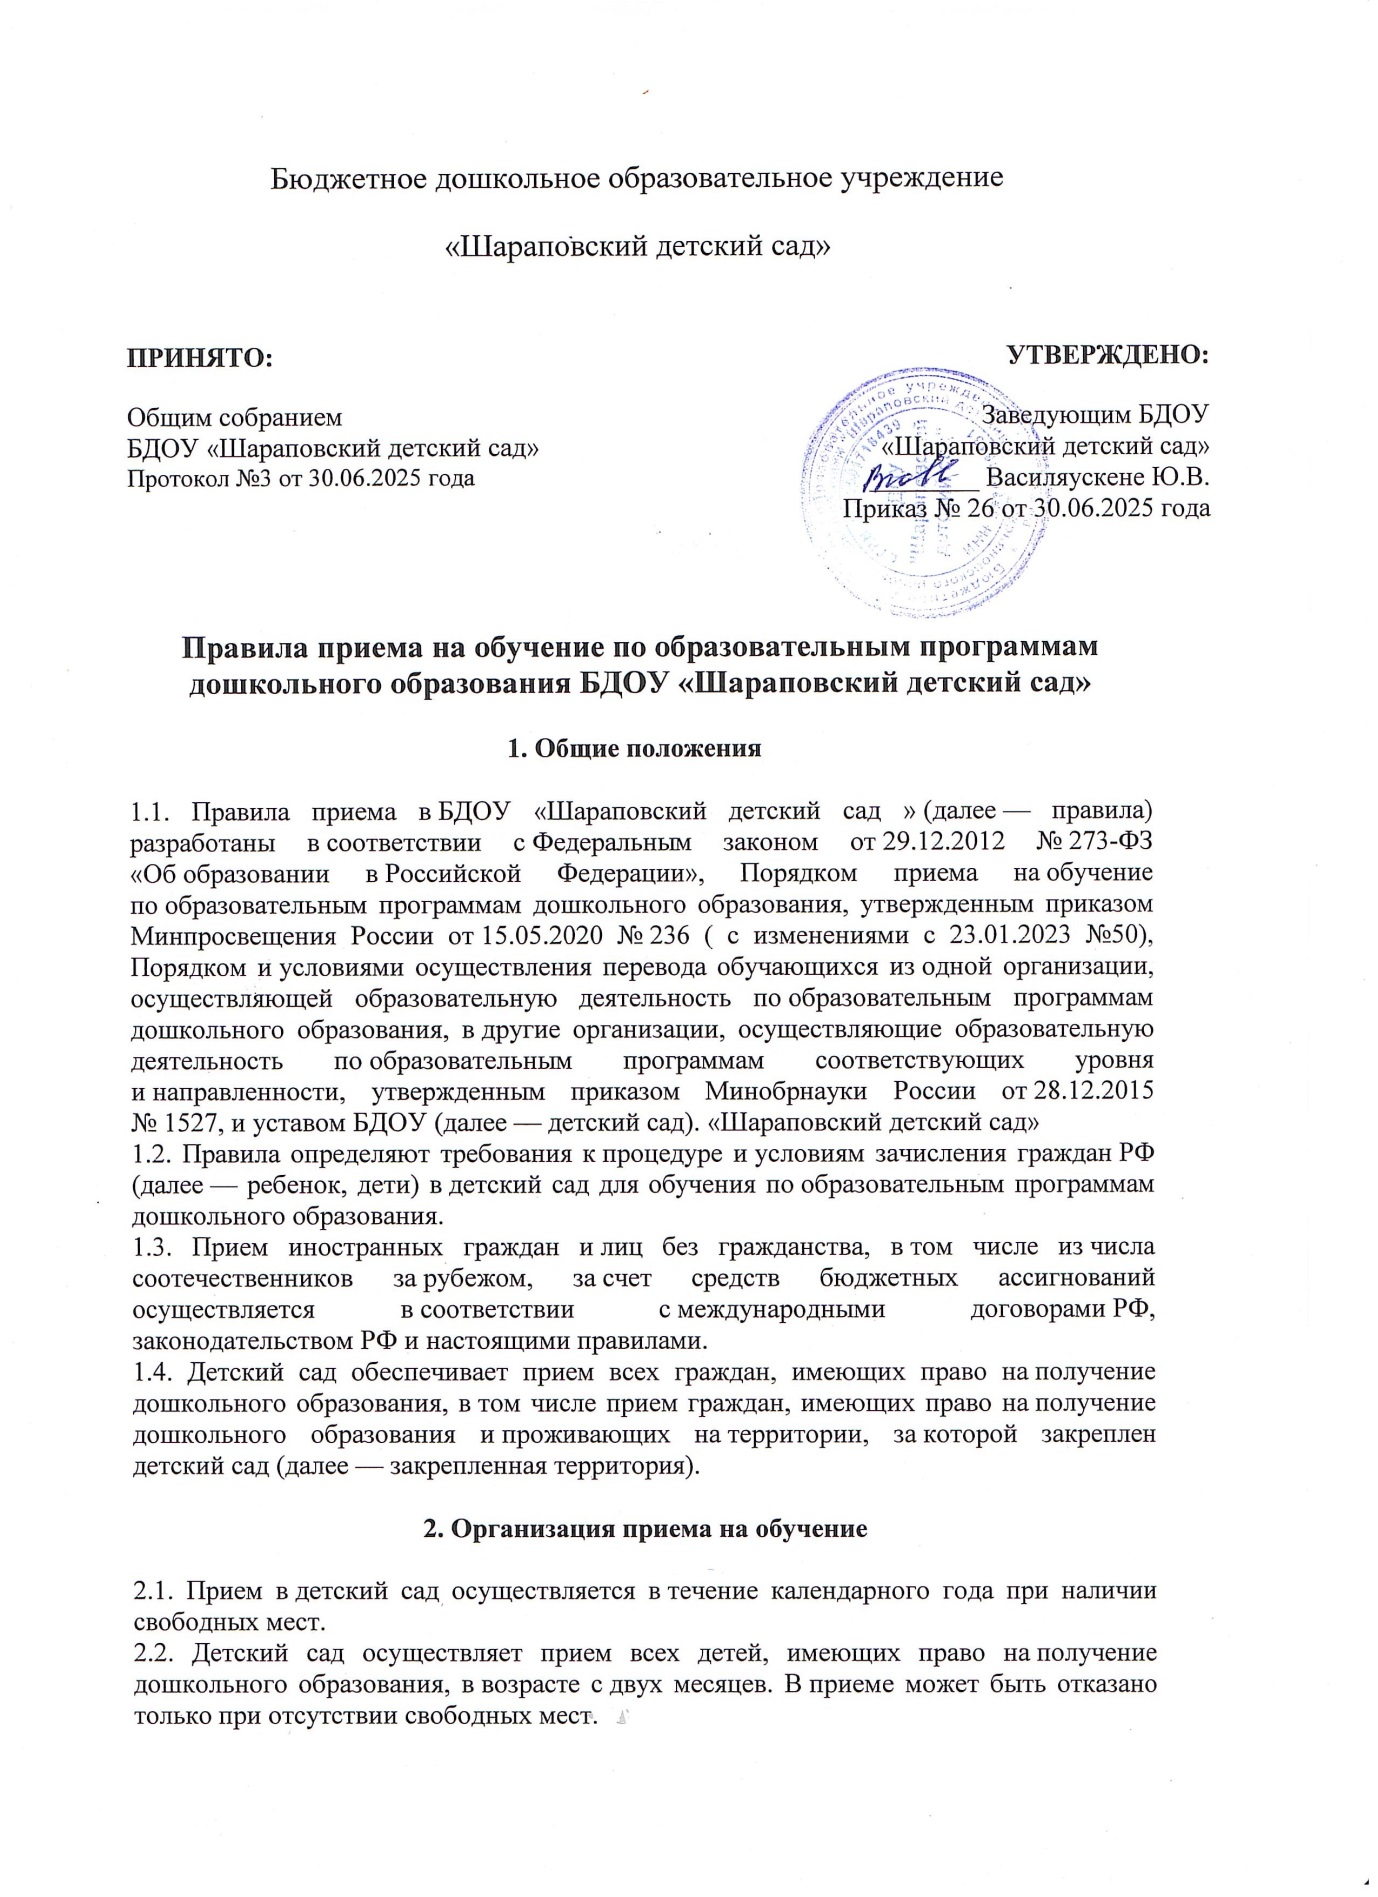 Бюджетное дошкольное образовательное учреждение
«Шараповский детский сад»
ПРИНЯТО:
УТВЕРЖДЕНО:
Общим собранием
БДОУ «Шараповский детский сад»
Протокол №3 от 30.06.2025 года
Заведующим БДОУ
«Шараповский детский сад»
Василяускене Ю.В.
Приказ № 26 от 30.06.2025 года
Правила приема на обучение по образовательным программам
дошкольного образования БДОУ «Шараповский детский сад»
1. Общие положения
1.1. Правила приема в БДОУ «Шараповский детский сад » (далее — правила)
разработаны в соответствии с Федеральным законом от 29.12.2012 № 273-ФЗ
«Об образовании в Российской Федерации», Порядком приема на обучение
по образовательным программам дошкольного образования, утвержденным приказом
Минпросвещения России от 15.05.2020 № 236 ( с изменениями с 23.01.2023 №50),
Порядком и условиями осуществления перевода обучающихся из одной организации,
осуществляющей образовательную деятельность по образовательным программам
дошкольного образования, в другие организации, осуществляющие образовательную
деятельность по образовательным программам соответствующих уровня
и направленности, утвержденным приказом Минобрнауки России от 28.12.2015
№ 1527, и уставом БДОУ (далее — детский сад). «Шараповский детский сад»
1.2. Правила определяют требования к процедуре и условиям зачисления граждан РФ
(далее — ребенок, дети) в детский сад для обучения по образовательным программам
дошкольного образования.
1.3. Прием иностранных граждан и лиц без гражданства, в том числе из числа
соотечественников за рубежом, за счет средств бюджетных ассигнований
осуществляется в соответствии с международными договорами РФ,
законодательством РФ и настоящими правилами.
1.4. Детский сад обеспечивает прием всех граждан, имеющих право на получение
дошкольного образования, в том числе прием граждан, имеющих право на получение
дошкольного образования и проживающих на территории, за которой закреплен
детский сад (далее — закрепленная территория).
2. Организация приема на обучение
2.1. Прием в детский сад осуществляется в течение календарного года при наличии
свободных мест.
2.2. Детский сад осуществляет прием всех детей, имеющих право на получение
дошкольного образования, в возрасте с двух месяцев. В приеме может быть отказано
только при отсутствии свободных мест.